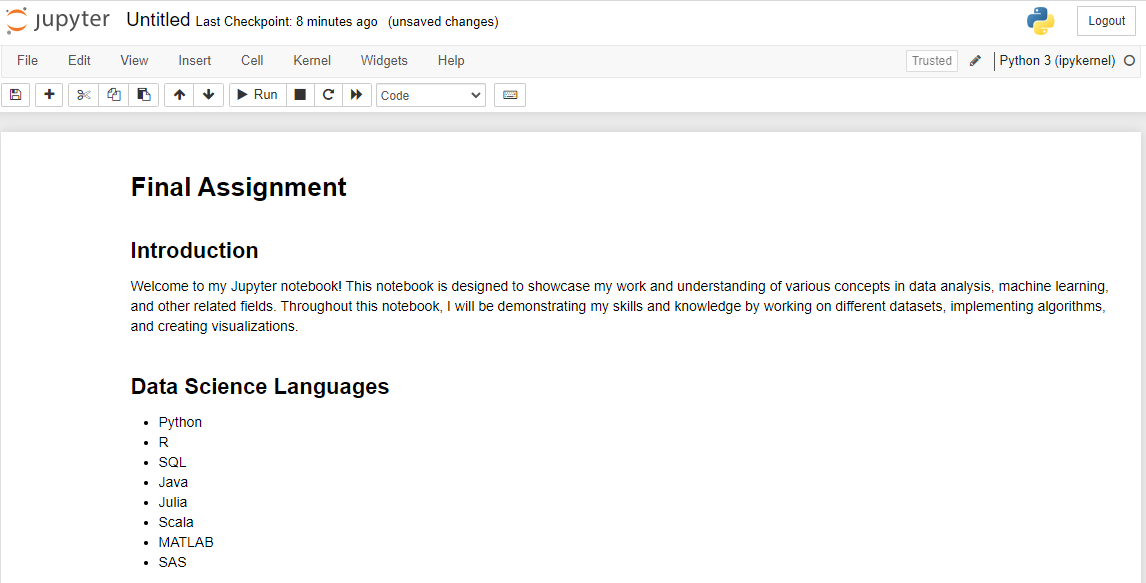 jupyter Untitled Last Checkpoint: 8 minutes ago (unsaved changes) Logout
File Edit View Insert Cell Kernel Widgets Help Trusted Python 3 (ipykernel)
Run Code
Final Assignment
Introduction
Welcome to my Jupyter notebook! This notebook is designed to showcase my work and understanding of various concepts in data analysis, machine learning,
and other related fields. Throughout this notebook, I will be demonstrating my skills and knowledge by working on different datasets, implementing algorithms,
and creating visualizations.
Data Science Languages
• Python
• R
• SQL
• Java
• Julia
• Scala
• MATLAB
• SAS